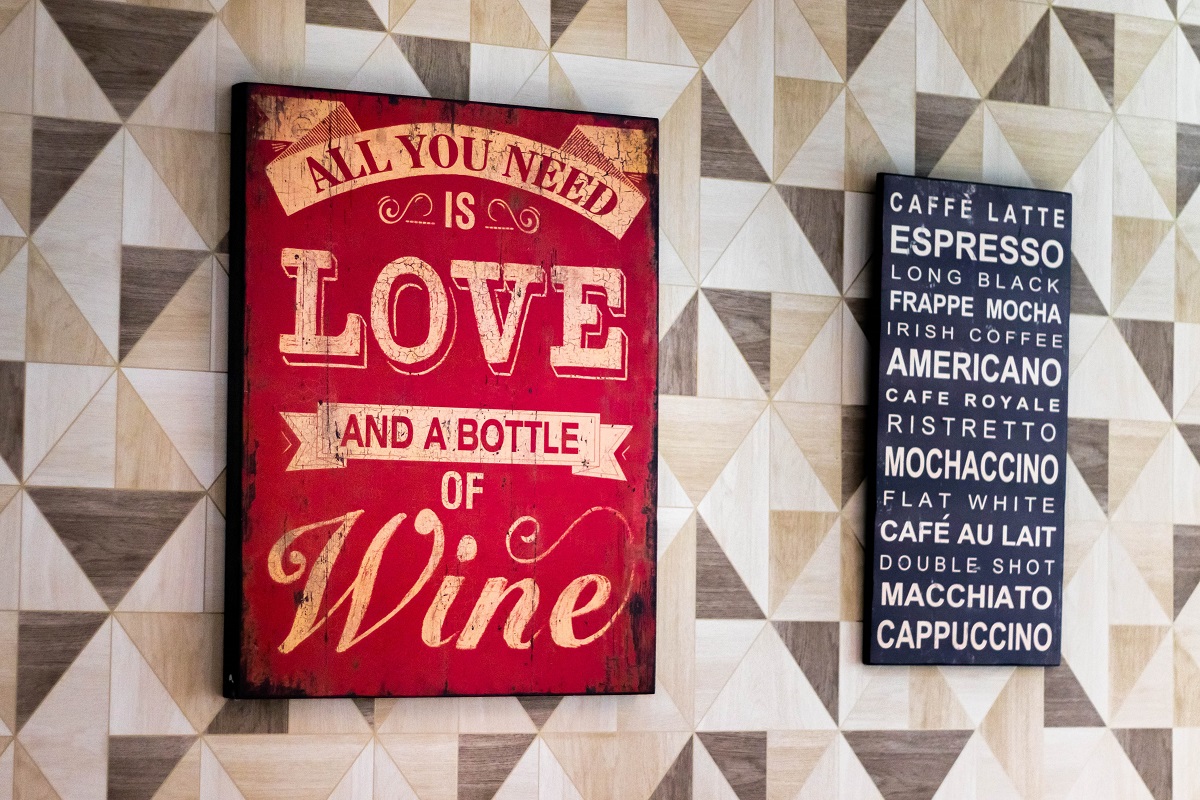 ALL YOU NEED
IS
LOVE
AND A BOTTLE
OF
Wine
CAFFÈ LATTE
ESPRESSO
LONG BLACK
FRAPPE MOCHA
IRISH COFFEE
AMERICANO
CAFE ROYALE
RISTRETTO
MOCHACCINO
FLAT WHITE
CAFÉ AU LAIT
DOUBLE SHOT
MACCHIATO
CAPPUCCINO